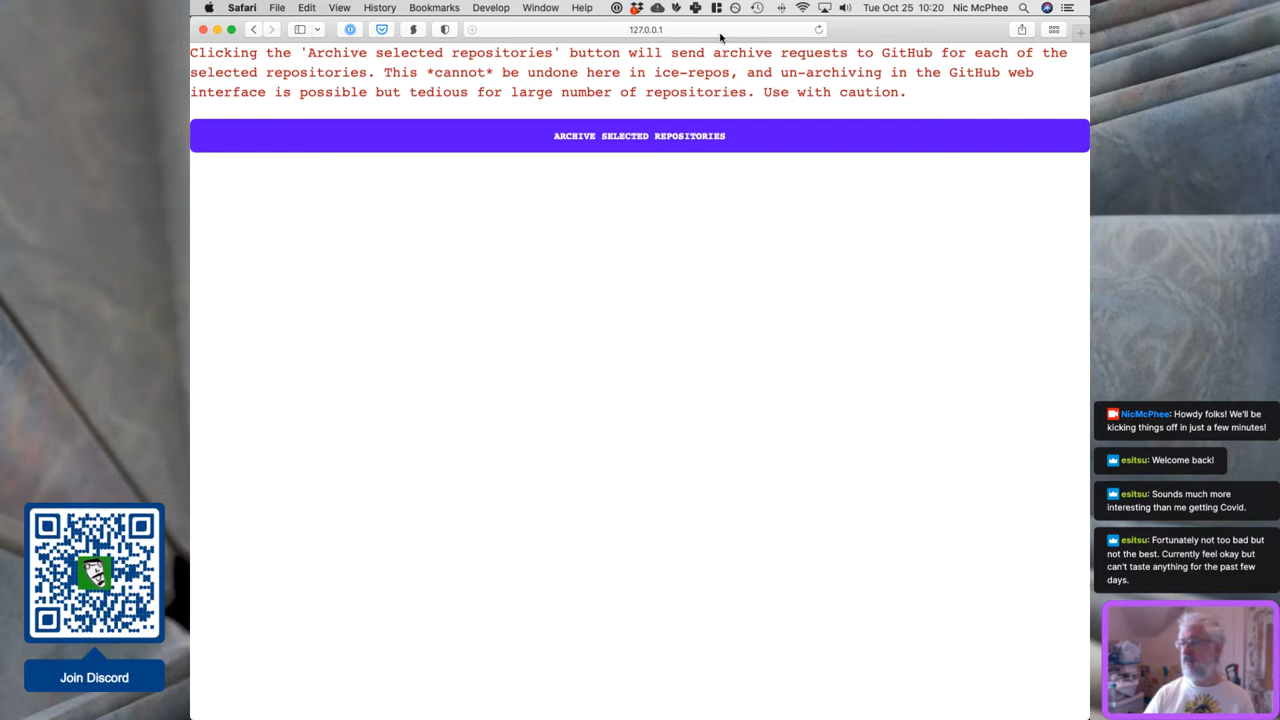 Safari File Edit View History Bookmarks Develop Window Help Tue Oct 25 10:20 Nic McPhee
127.0.0.1
Clicking the 'Archive selected repositories' button will send archive requests to GitHub for each of the
selected repositories. This *cannot* be undone here in ice-repos, and un-archiving in the GitHub web
interface is possible but tedious for large number of repositories. Use with caution.
ARCHIVE SELECTED REPOSITORIES
NicMcPhee: Howdy folks! We'll be
kicking things off in just a few minutes!
esitsu: Welcome back!
esitsu: Sounds much more
interesting than me getting Covid.
esitsu: Fortunately not too bad but
not the best. Currently feel okay but
can't taste anything for the past few
days.
Join Discord